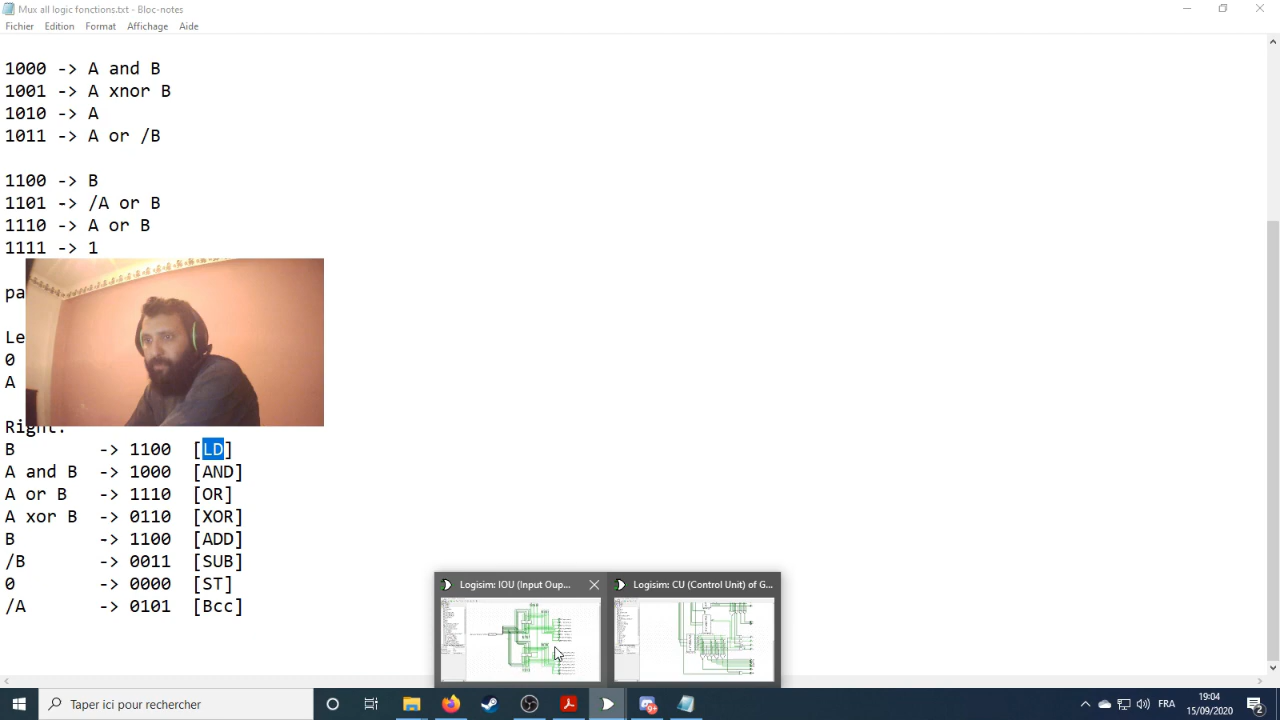 Mux all logic fonctions.txt - Bloc-notes
Fichier Edition Format Affichage Aide
1000 -> A and B
1001 -> A xnor B
1010 -> A
1011 -> A or /B
1100 -> B
1101 -> /A or B
1110 -> A or B
1111 -> 1
pa
Le
0
A
Right:
B -> 1100 [LD]
A and B -> 1000 [AND]
A or B -> 1110 [OR]
A xor B -> 0110 [XOR]
B -> 1100 [ADD]
/B -> 0011 [SUB]
0 -> 0000 [ST]
/A -> 0101 [Bcc]
Logisim: IOU (Input Oup... Logisim: CU (Control Unit) of G...
Taper ici pour rechercher
FRA
19:04
15/09/2020
2